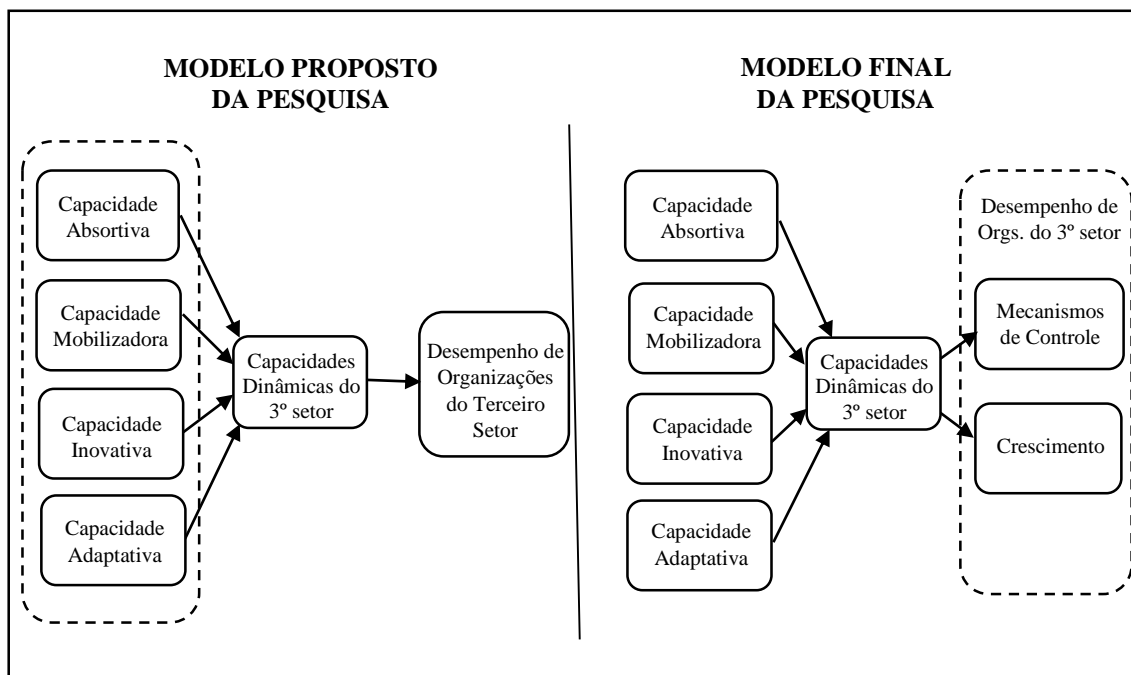 MODELO PROPOSTO
DA PESQUISA
Capacidade
Absortiva
Capacidade
Mobilizadora
Capacidade
Inovativa
Capacidade
Adaptativa
Capacidades
Dinâmicas do
3º setor
Desempenho de
Organizações
do Terceiro
Setor
MODELO FINAL
DA PESQUISA
Capacidade
Absortiva
Capacidade
Mobilizadora
Capacidade
Inovativa
Capacidade
Adaptativa
Capacidades
Dinâmicas do
3º setor
Desempenho de
Orgs. do 3º setor
Mecanismos
de Controle
Crescimento